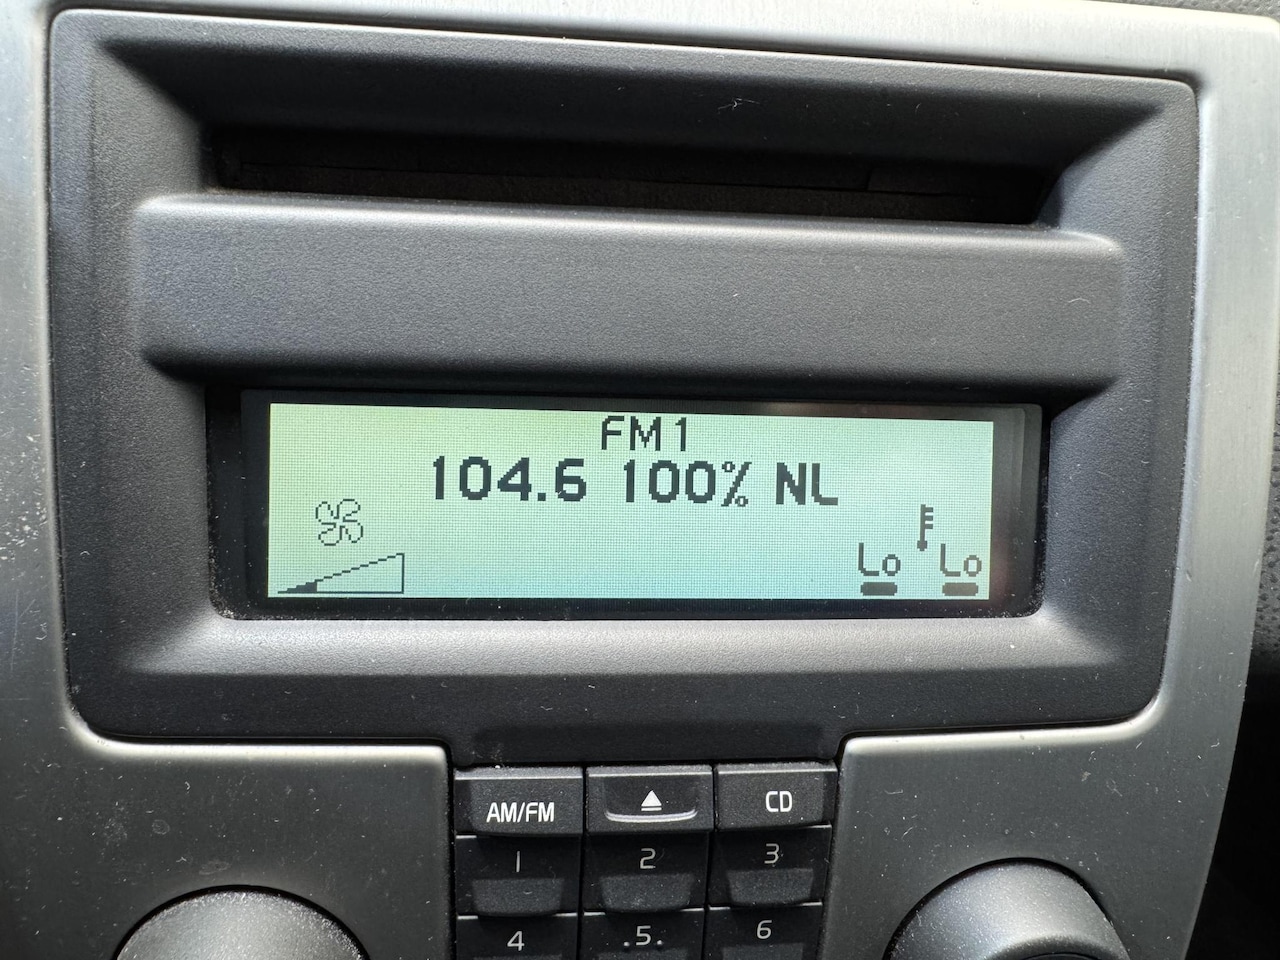 FM1
104.6 100% NL
Lo Lo
AM/FM CD
1 2 3
4 .5. 6